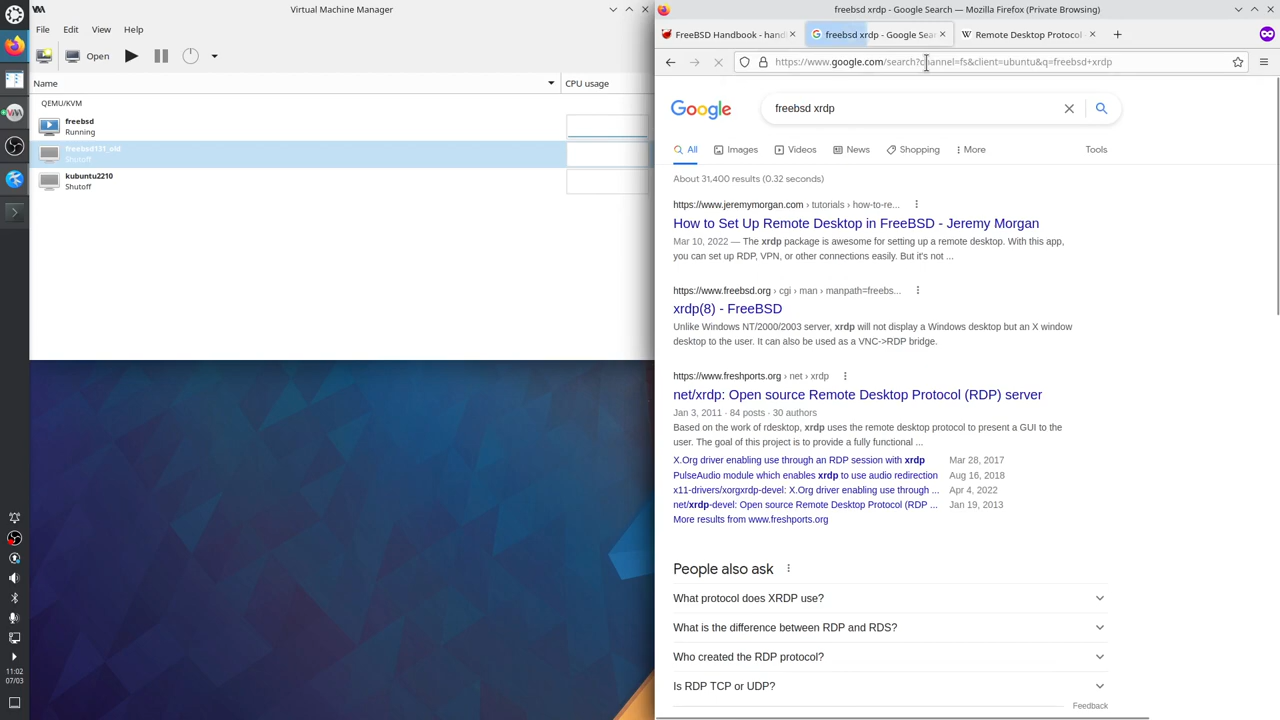 Virtual Machine Manager
File Edit View Help
Open
Name CPU usage
QEMU/KVM
freebsd
Running
freebsd131_old
Shutoff
kubuntu2210
Shutoff
11:02
07/03
freebsd xrdp - Google Search — Mozilla Firefox (Private Browsing)
FreeBSD Handbook - hand
freebsd xrdp - Google Sear
Remote Desktop Protocol -
https://www.google.com/search?channel=fs&client=ubuntu&q=freebsd+xrdp
Google
freebsd xrdp
All Images Videos News Shopping More Tools
About 31,400 results (0.32 seconds)
https://www.jeremymorgan.com › tutorials › how-to-re...
How to Set Up Remote Desktop in FreeBSD - Jeremy Morgan
Mar 10, 2022 — The xrdp package is awesome for setting up a remote desktop. With this app,
you can set up RDP, VPN, or other connections easily. But it's not ...
https://www.freebsd.org › cgi › man › manpath=freebs...
xrdp(8) - FreeBSD
Unlike Windows NT/2000/2003 server, xrdp will not display a Windows desktop but an X window
desktop to the user. It can also be used as a VNC->RDP bridge.
https://www.freshports.org › net › xrdp
net/xrdp: Open source Remote Desktop Protocol (RDP) server
Jan 3, 2011 · 84 posts · 30 authors
Based on the work of rdesktop, xrdp uses the remote desktop protocol to present a GUI to the
user. The goal of this project is to provide a fully functional ...
X.Org driver enabling use through an RDP session with xrdp Mar 28, 2017
PulseAudio module which enables xrdp to use audio redirection Aug 16, 2018
x11-drivers/xorgxrdp-devel: X.Org driver enabling use through ... Apr 4, 2022
net/xrdp-devel: Open source Remote Desktop Protocol (RDP ... Jan 19, 2013
More results from www.freshports.org
People also ask
What protocol does XRDP use?
What is the difference between RDP and RDS?
Who created the RDP protocol?
Is RDP TCP or UDP?
Feedback